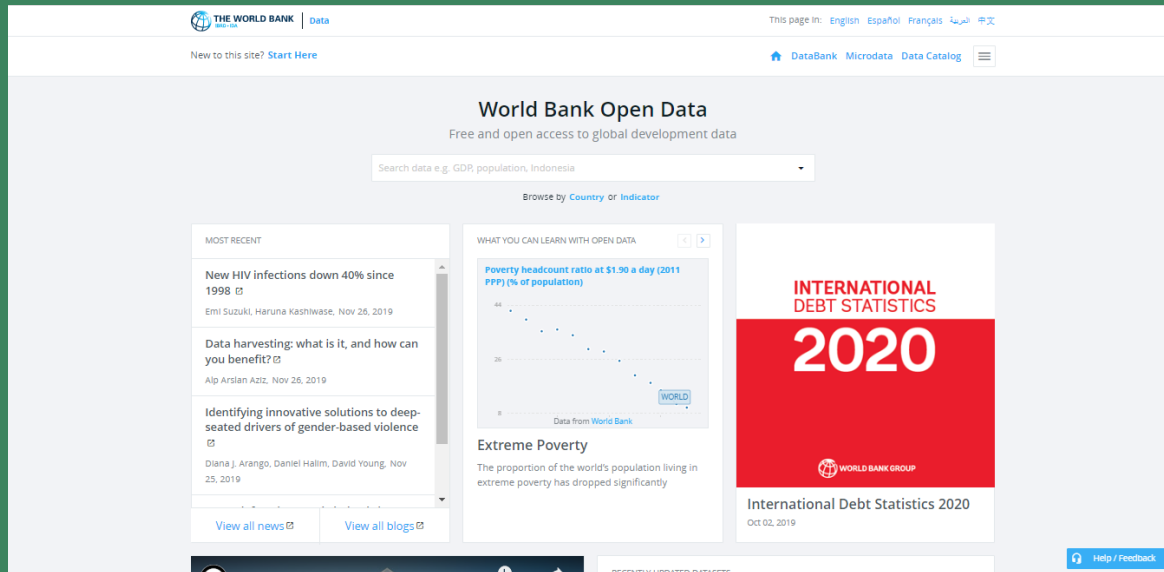 THE WORLD BANK
IBRD • IDA
Data
This page in: English Español Français العربية 中文
New to this site? Start Here
DataBank Microdata Data Catalog
World Bank Open Data
Free and open access to global development data
Search data e.g. GDP, population, Indonesia
Browse by Country or Indicator
MOST RECENT
New HIV infections down 40% since
1998
Emi Suzuki, Haruna Kashiwase, Nov 26, 2019
Data harvesting: what is it, and how can
you benefit?
Alp Arslan Aziz, Nov 26, 2019
Identifying innovative solutions to deep-
seated drivers of gender-based violence
Diana J. Arango, Daniel Halim, David Young, Nov
25, 2019
View all news
View all blogs
WHAT YOU CAN LEARN WITH OPEN DATA
Poverty headcount ratio at $1.90 a day (2011
PPP) (% of population)
44
26
8
WORLD
Data from World Bank
Extreme Poverty
The proportion of the world's population living in
extreme poverty has dropped significantly
INTERNATIONAL
DEBT STATISTICS
2020
WORLD BANK GROUP
International Debt Statistics 2020
Oct 02, 2019
RECENTLY UPDATED DATASETS
Help / Feedback